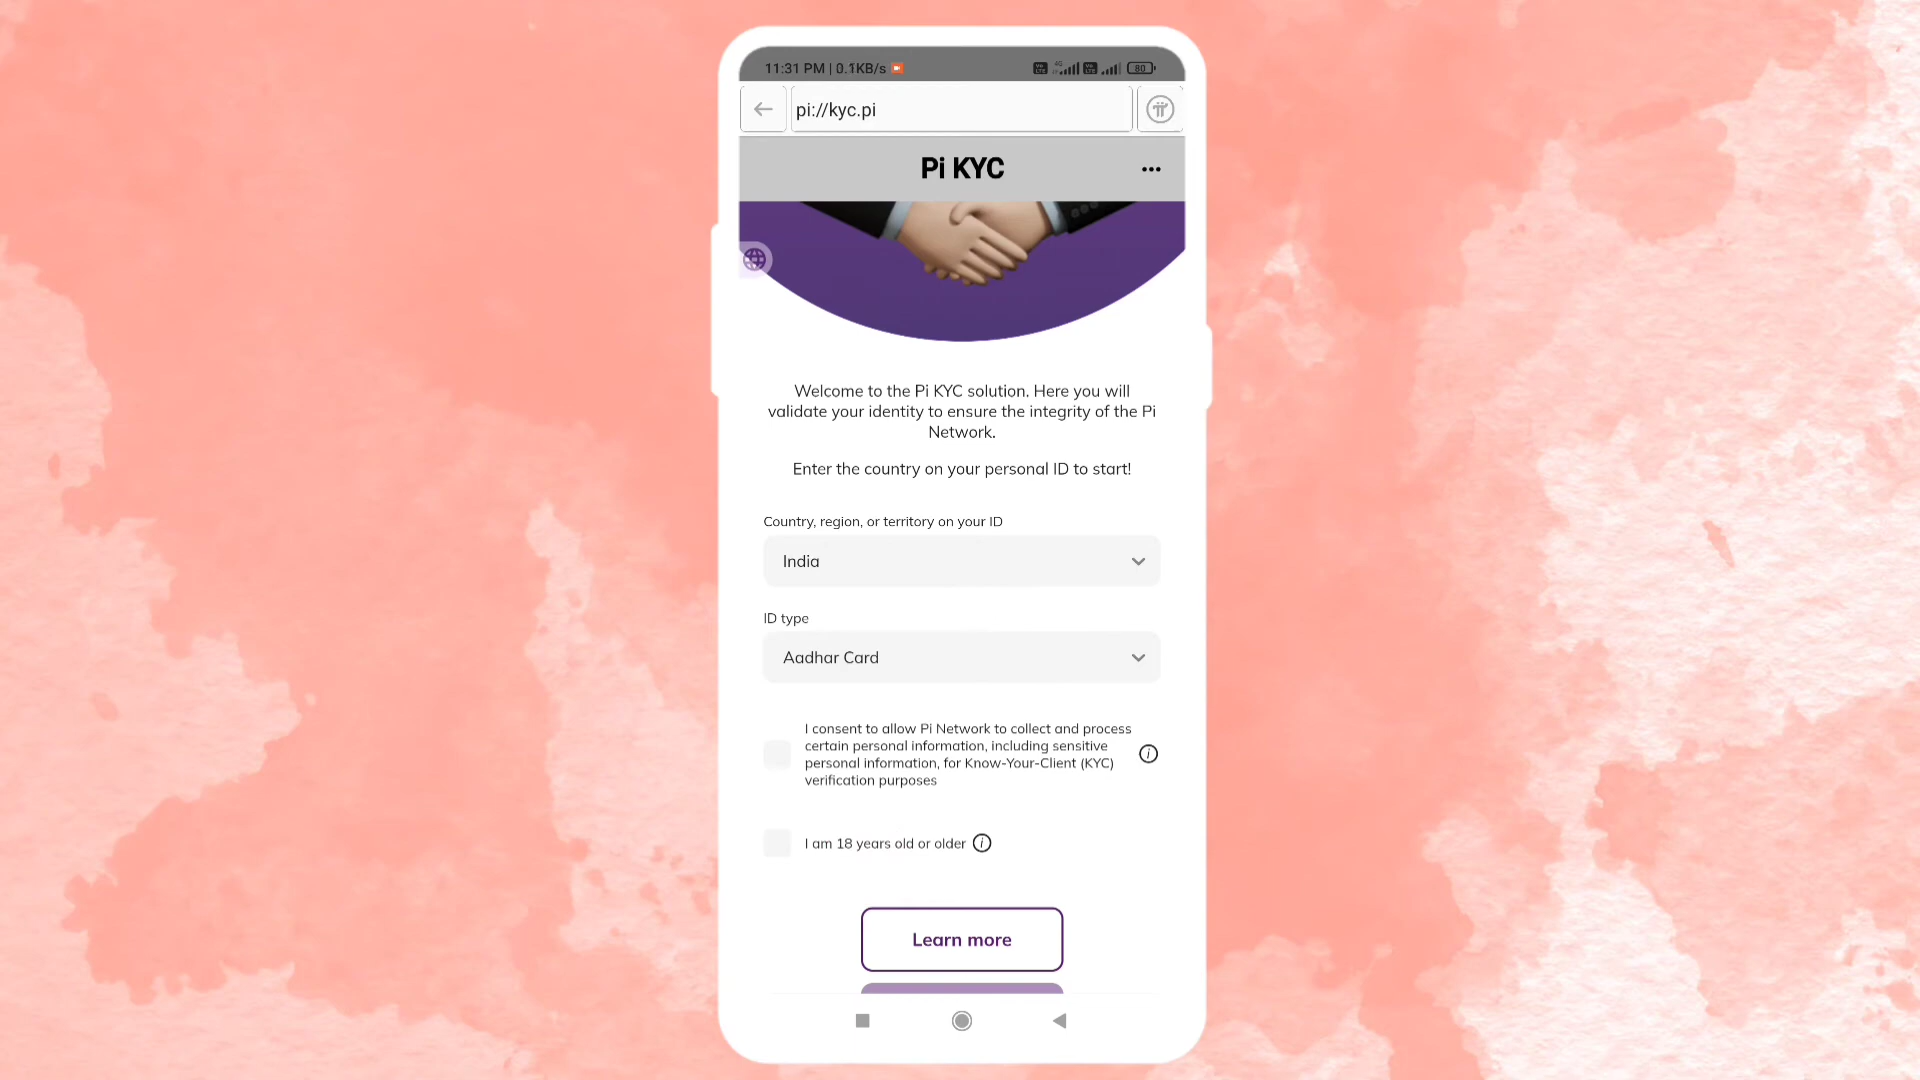 11:31 PM | 0.1KB/s
4G
80
pi://kyc.pi
Pi KYC
Welcome to the Pi KYC solution. Here you will
validate your identity to ensure the integrity of the Pi
Network.
Enter the country on your personal ID to start!
Country, region, or territory on your ID
India
ID type
Aadhar Card
I consent to allow Pi Network to collect and process
certain personal information, including sensitive
personal information, for Know-Your-Client (KYC)
verification purposes
I am 18 years old or older
Learn more